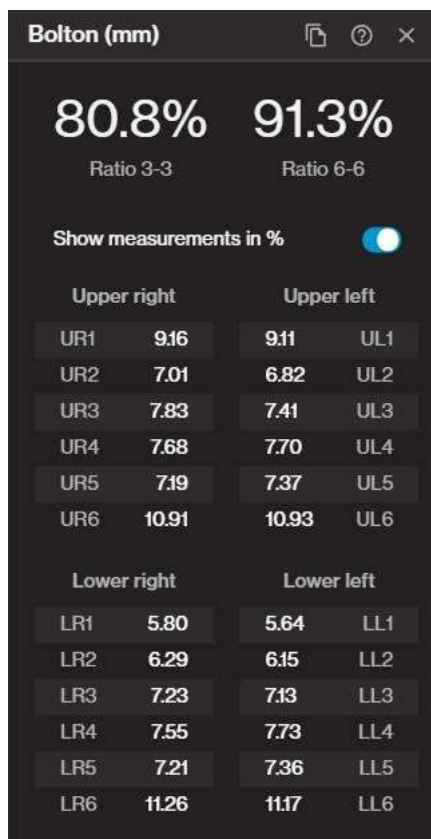 Bolton (mm)
80.8% 91.3%
Ratio 3-3 Ratio 6-6
Show measurements in %
Upper right Upper left
UR1 9.16 9.11 UL1
UR2 7.01 6.82 UL2
UR3 7.83 7.41 UL3
UR4 7.68 7.70 UL4
UR5 7.19 7.37 UL5
UR6 10.91 10.93 UL6
Lower right Lower left
LR1 5.80 5.64 LL1
LR2 6.29 6.15 LL2
LR3 7.23 7.13 LL3
LR4 7.55 7.73 LL4
LR5 7.21 7.36 LL5
LR6 11.26 11.17 LL6